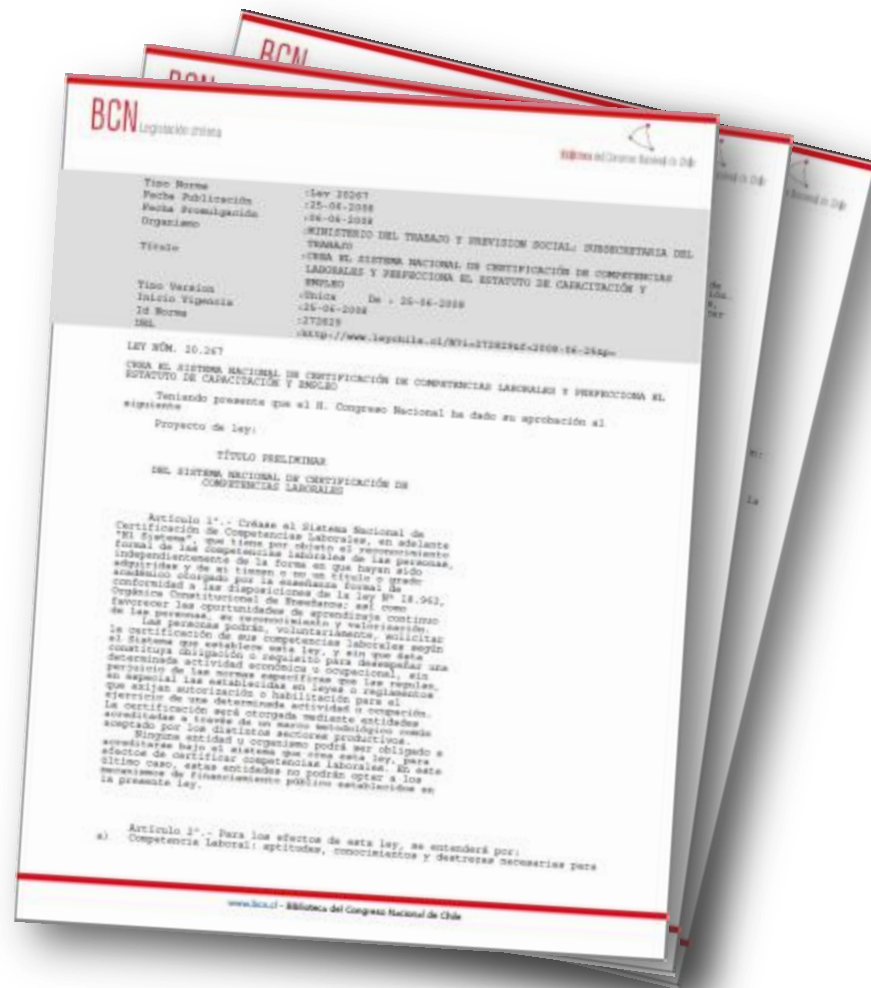 BCN
BCN
BCN Legislación chilena
Biblioteca del Congreso Nacional de Chile
Tipo Norma :Ley 20267
Fecha Publicación :25-06-2008
Fecha Promulgación :06-06-2008
Organismo :MINISTERIO DEL TRABAJO Y PREVISION SOCIAL; SUBSECRETARIA DEL
TRABAJO
Título :CREA EL SISTEMA NACIONAL DE CERTIFICACIÓN DE COMPETENCIAS
LABORALES Y PERFECCIONA EL ESTATUTO DE CAPACITACIÓN Y
EMPLEO
Tipo Version :Unica De : 25-06-2008
Inicio Vigencia :25-06-2008
Id Norma :272829
URL :http://www.leychile.cl/N?i=272829&f=2008-06-25&p=
LEY NÚM. 20.267
CREA EL SISTEMA NACIONAL DE CERTIFICACIÓN DE COMPETENCIAS LABORALES Y PERFECCIONA EL
ESTATUTO DE CAPACITACIÓN Y EMPLEO
Teniendo presente que el H. Congreso Nacional ha dado su aprobación al
siguiente
Proyecto de ley:
TÍTULO PRELIMINAR
DEL SISTEMA NACIONAL DE CERTIFICACIÓN DE
COMPETENCIAS LABORALES
Artículo 1º.- Créase el Sistema Nacional de
Certificación de Competencias Laborales, en adelante
"El Sistema", que tiene por objeto el reconocimiento
formal de las competencias laborales de las personas,
independientemente de la forma en que hayan sido
adquiridas y de si tienen o no un título o grado
académico otorgado por la enseñanza formal de
conformidad a las disposiciones de la ley Nº 18.962,
Orgánica Constitucional de Enseñanza; así como
favorecer las oportunidades de aprendizaje continuo
de las personas, su reconocimiento y valorización.
Las personas podrán, voluntariamente, solicitar
la certificación de sus competencias laborales según
el Sistema que establece esta ley, y sin que ésta
constituya obligación o requisito para desempeñar una
determinada actividad económica u ocupacional, sin
perjuicio de las normas específicas que las regulan,
en especial las establecidas en leyes o reglamentos
que exijan autorización o habilitación para el
ejercicio de una determinada actividad u ocupación.
La certificación será otorgada mediante entidades
acreditadas a través de un marco metodológico común
aceptado por los distintos sectores productivos.
Ninguna entidad u organismo podrá ser obligado a
acreditarse bajo el sistema que crea esta ley, para
efectos de certificar competencias laborales. En este
último caso, estas entidades no podrán optar a los
mecanismos de financiamiento público establecidos en
la presente ley.
Artículo 2º.- Para los efectos de esta ley, se entenderá por:
a) Competencia Laboral: aptitudes, conocimientos y destrezas necesarias para
www.bcn.cl - Biblioteca del Congreso Nacional de Chile